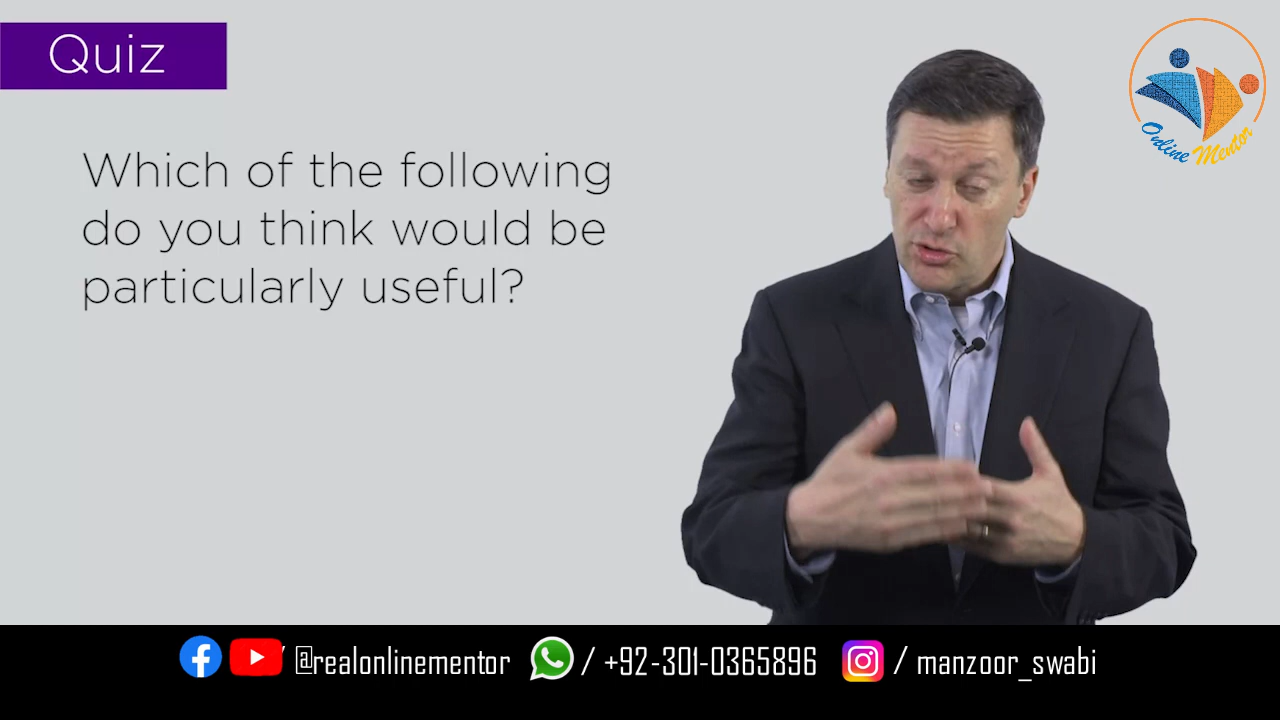 Quiz
Online Mentor
Which of the following
do you think would be
particularly useful?
/ @realonlinementor / +92-301-0365896 / manzoor_swabi